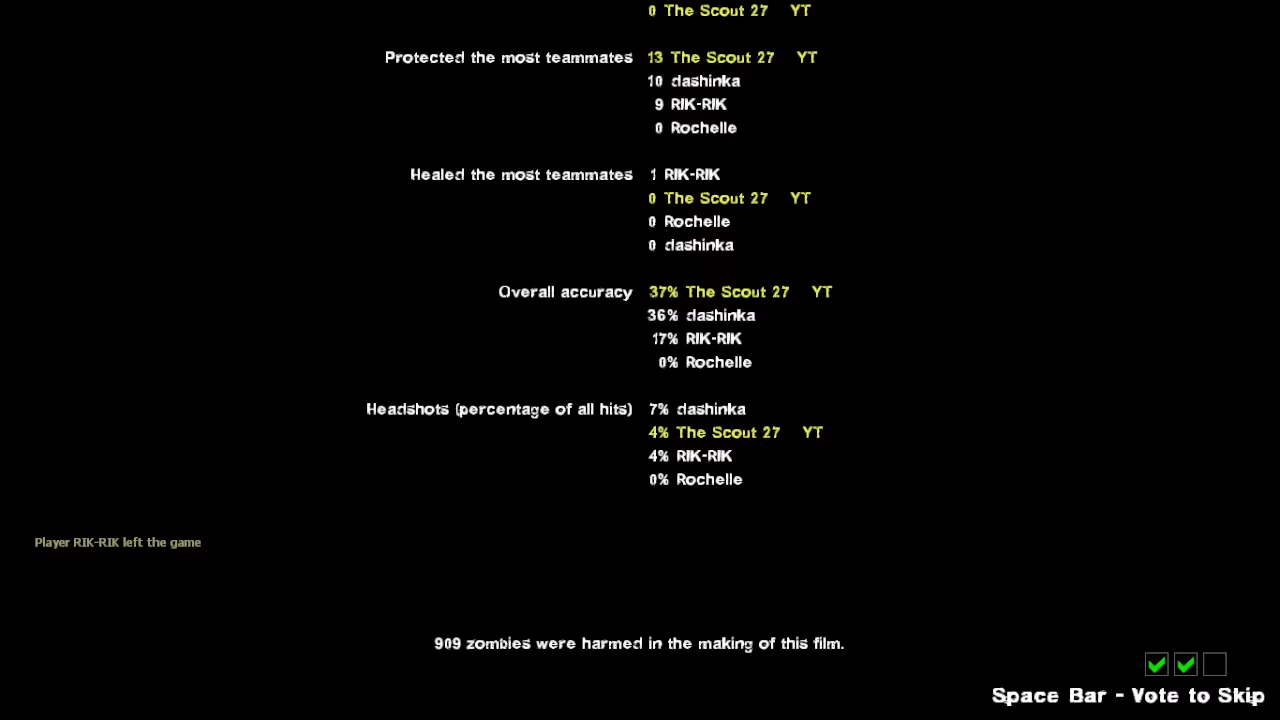 0 The Scout 27 YT
Protected the most teammates 13 The Scout 27 YT
10 dashinka
9 RIK-RIK
0 Rochelle
Healed the most teammates 1 RIK-RIK
0 The Scout 27 YT
0 Rochelle
0 dashinka
Overall accuracy 37% The Scout 27 YT
36% dashinka
17% RIK-RIK
0% Rochelle
Headshots (percentage of all hits) 7% dashinka
4% The Scout 27 YT
4% RIK-RIK
0% Rochelle
Player RIK-RIK left the game
909 zombies were harmed in the making of this film.
Space Bar - Vote to Skip